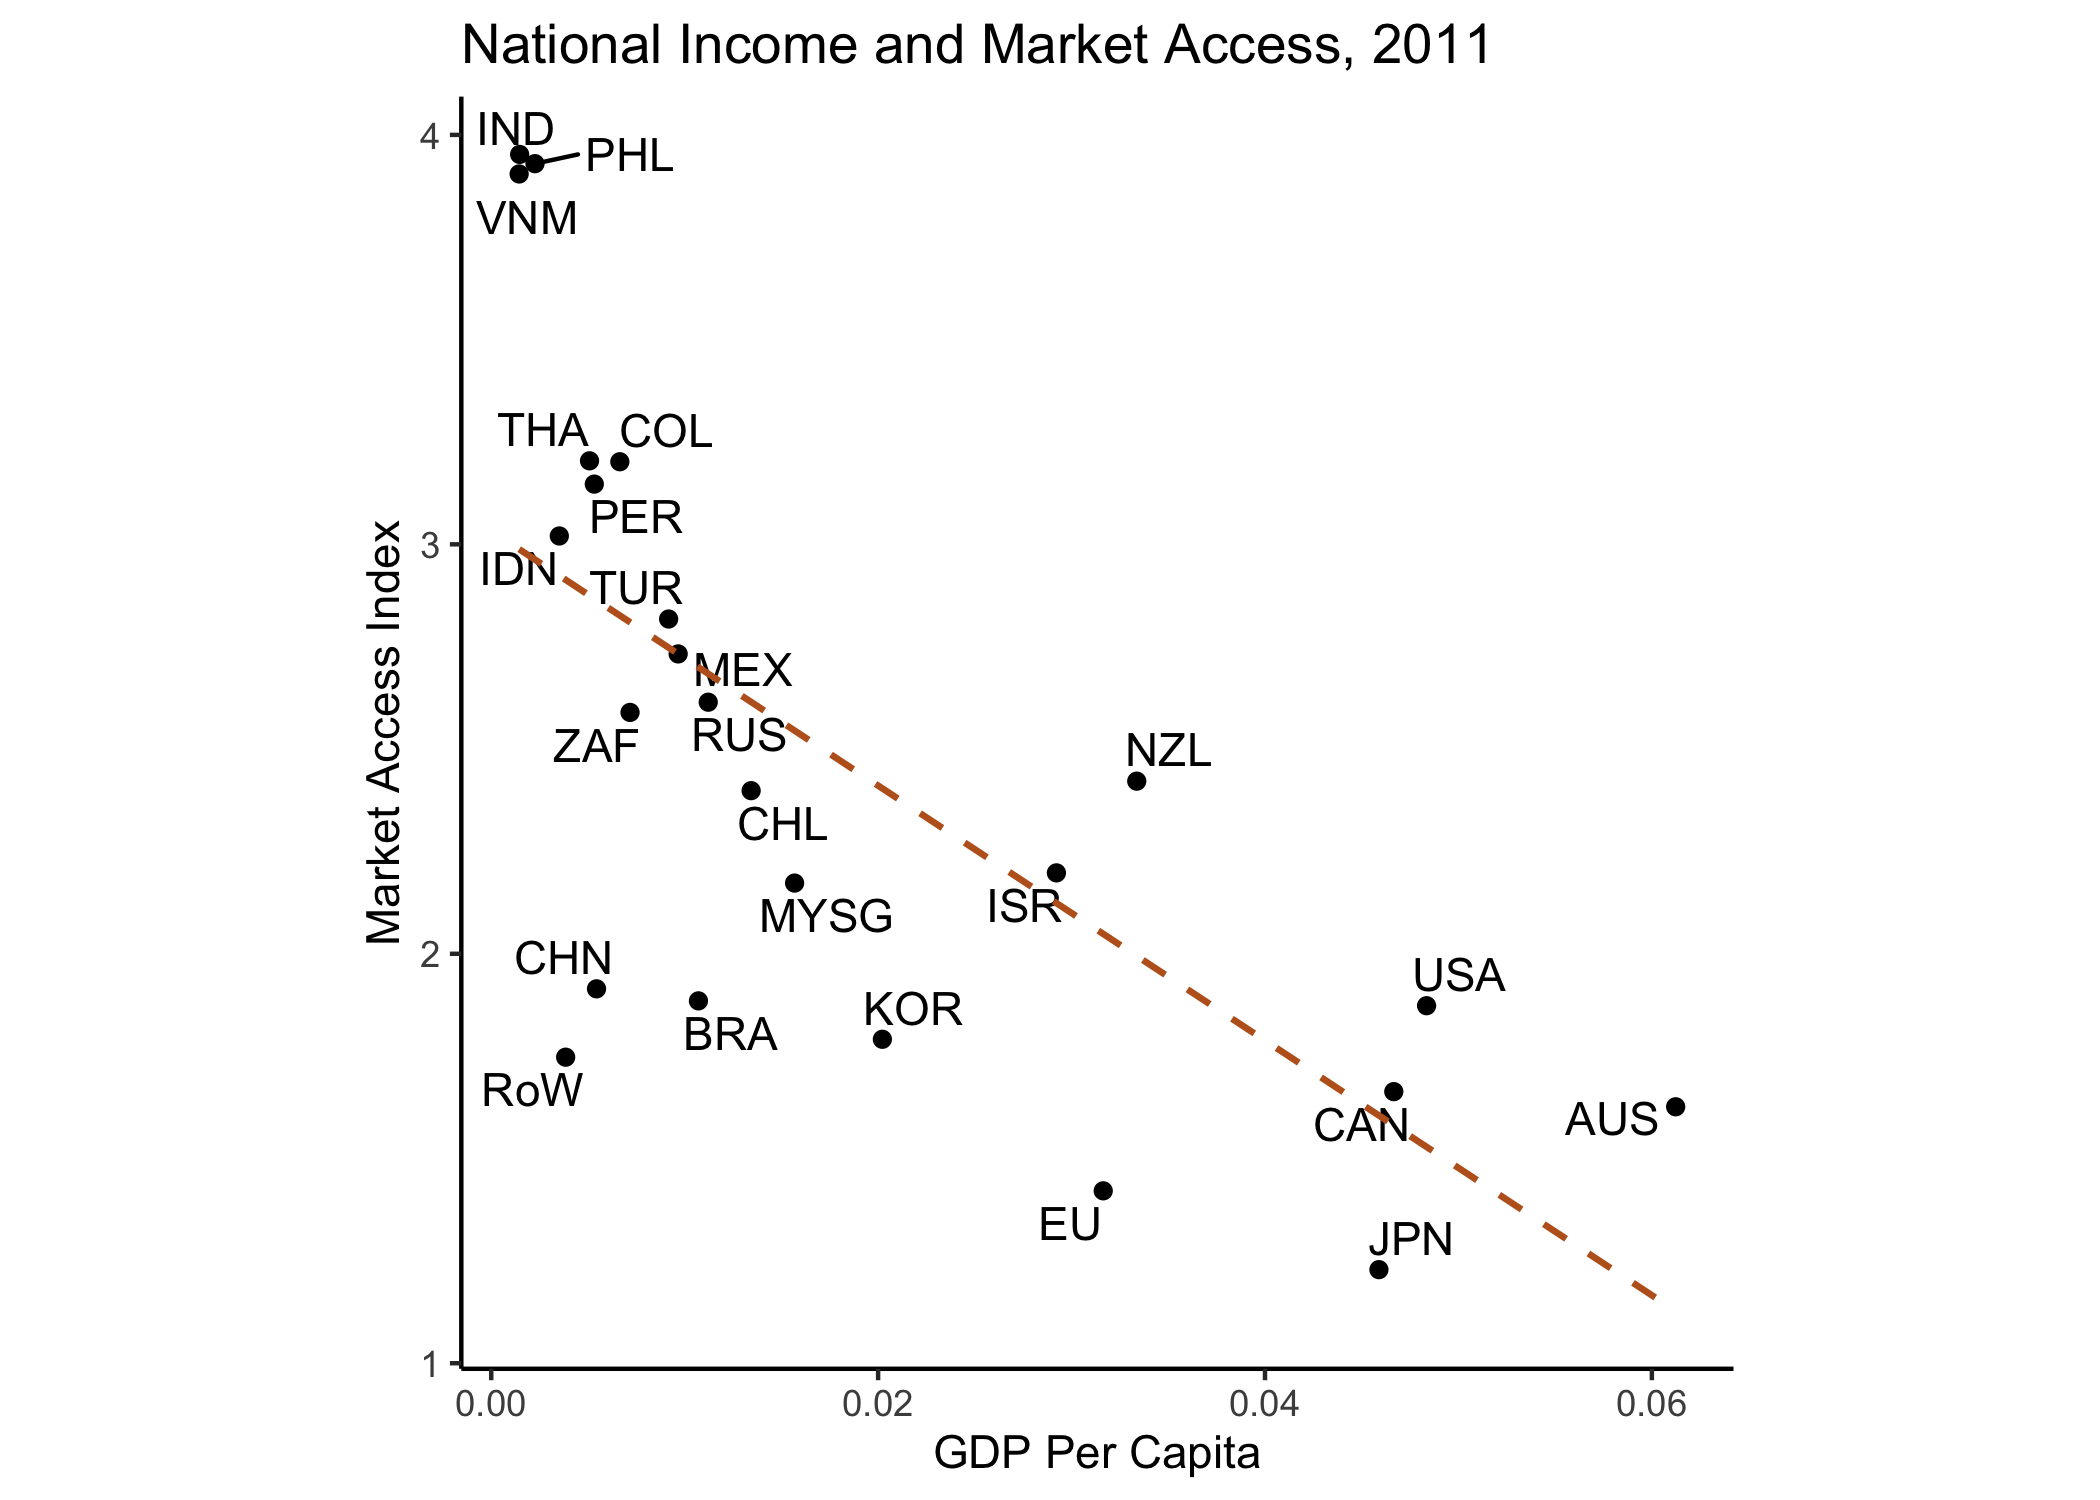 National Income and Market Access, 2011
Market Access Index
4
3
2
1
IND
PHL
VNM
THA
COL
PER
IDN
TUR
MEX
RUS
ZAF
NZL
CHL
MYSG
ISR
CHN
USA
KOR
BRA
RoW
CAN
AUS
EU
JPN
0.00
0.02
0.04
0.06
GDP Per Capita